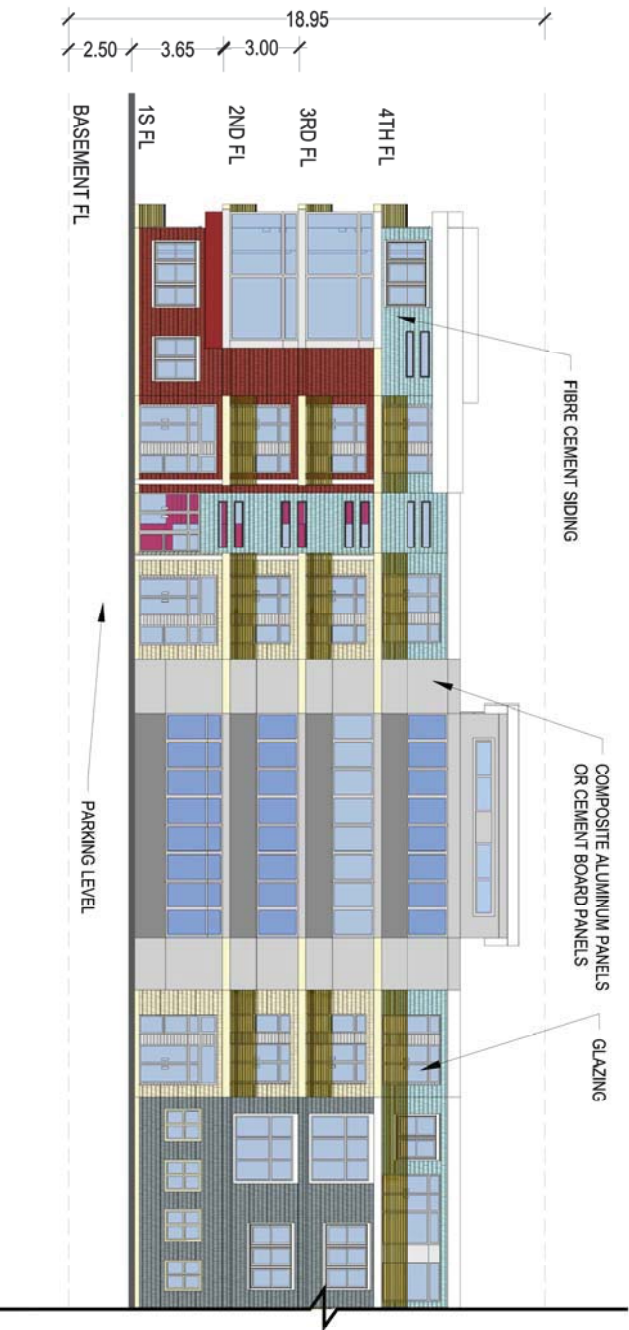 18.95
2.50
3.65
3.00
BASEMENT FL
1S FL
2ND FL
3RD FL
4TH FL
FIBRE CEMENT SIDING
COMPOSITE ALUMINUM PANELS
OR CEMENT BOARD PANELS
GLAZING
PARKING LEVEL